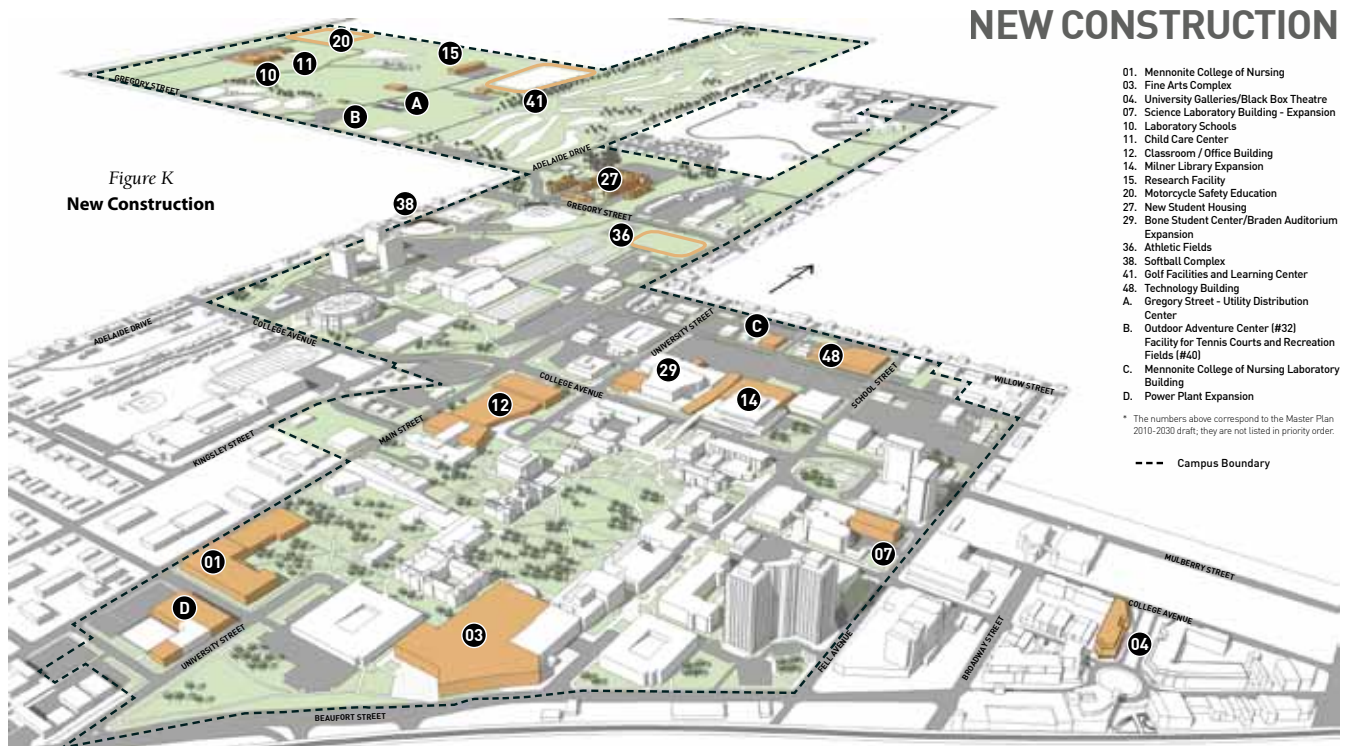 NEW CONSTRUCTION
01. Mennonite College of Nursing
03. Fine Arts Complex
04. University Galleries/Black Box Theatre
07. Science Laboratory Building - Expansion
10. Laboratory Schools
11. Child Care Center
12. Classroom / Office Building
14. Milner Library Expansion
15. Research Facility
20. Motorcycle Safety Education
27. New Student Housing
29. Bone Student Center/Braden Auditorium
Expansion
36. Athletic Fields
38. Softball Complex
41. Golf Facilities and Learning Center
48. Technology Building
A. Gregory Street - Utility Distribution
Center
B. Outdoor Adventure Center (#32)
Facility for Tennis Courts and Recreation
Fields (#40)
C. Mennonite College of Nursing Laboratory
Building
D. Power Plant Expansion
* The numbers above correspond to the Master Plan
2010-2030 draft; they are not listed in priority order.
Campus Boundary
Figure K
New Construction
20
15
11
10
41
A
B
GREGORY STREET
ADELAIDE DRIVE
27
38
GREGORY STREET
36
ADELAIDE DRIVE
COLLEGE AVENUE
UNIVERSITY STREET
C
48
29
14
SCHOOL STREET
WILLOW STREET
COLLEGE AVENUE
12
MAIN STREET
KINGSLEY STREET
01
07
D
UNIVERSITY STREET
03
FELL AVENUE
BROADWAY STREET
MULBERRY STREET
COLLEGE AVENUE
04
BEAUFORT STREET